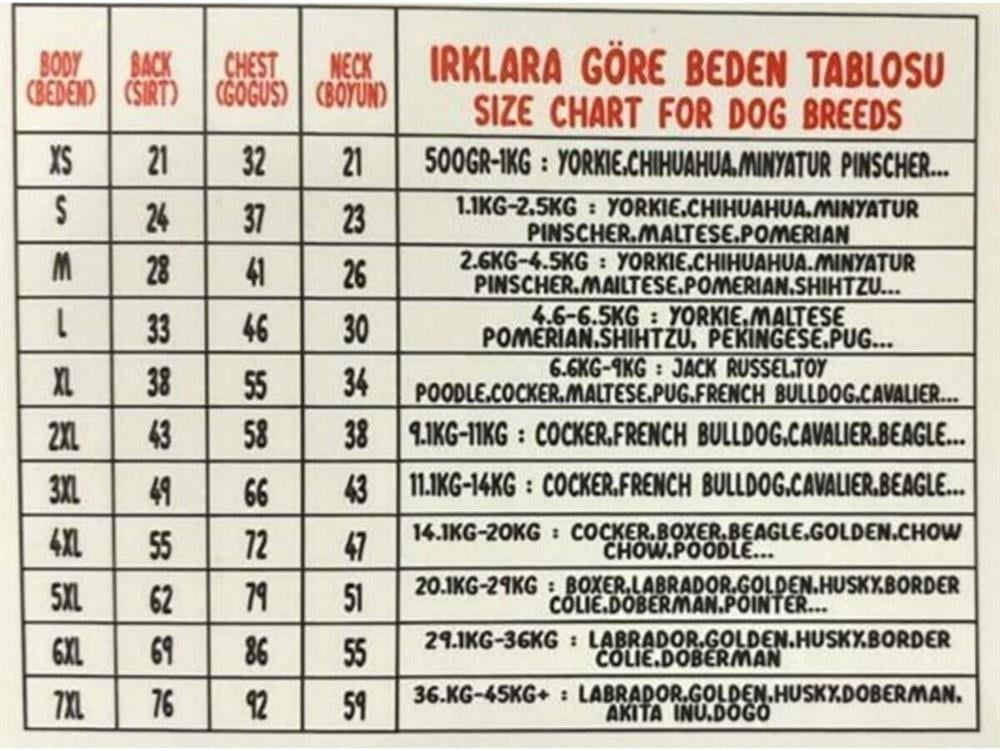 BODY (BEDEN) BACK (SIRT) CHEST (GOGUS) NECK (BOYUN) IRKLARA GÖRE BEDEN TABLOSU
SIZE CHART FOR DOG BREEDS
XS 21 32 21 500GR-1KG : YORKIE.CHIHUAHUA.MINYATUR PINSCHER...
S 24 37 23 1.1KG-2.5KG : YORKIE.CHIHUAHUA.MINYATUR
PINSCHER.MALTESE.POMERIAN
M 28 41 26 2.6KG-4.5KG : YORKIE.CHIHUAHUA.MINYATUR
PINSCHER.MAILTESE.POMERIAN.SHIHTZU...
L 33 46 30 4.6-6.5KG : YORKIE.MALTESE
POMERIAN.SHIHTZU. PEKINGESE.PUG...
XL 38 55 34 6.6KG-9KG : JACK RUSSEL.TOY
POODLE.COCKER.MALTESE.PUG.FRENCH BULLDOG.CAVALIER...
2XL 43 58 38 9.1KG-11KG : COCKER.FRENCH BULLDOG.CAVALIER.BEAGLE...
3XL 49 66 43 11.1KG-14KG : COCKER.FRENCH BULLDOG.CAVALIER.BEAGLE...
4XL 55 72 47 14.1KG-20KG : COCKER.BOXER.BEAGLE.GOLDEN.CHOW
CHOW.POODLE...
5XL 62 79 51 20.1KG-29KG : BOXER.LABRADOR.GOLDEN.HUSKY.BORDER
COLIE.DOBERMAN.POINTER...
6XL 69 86 55 29.1KG-36KG : LABRADOR.GOLDEN.HUSKY.BORDER
COLIE.DOBERMAN
7XL 76 92 59 36.KG-45KG+ : LABRADOR.GOLDEN.HUSKY.DOBERMAN.
AKITA INU.DOGO